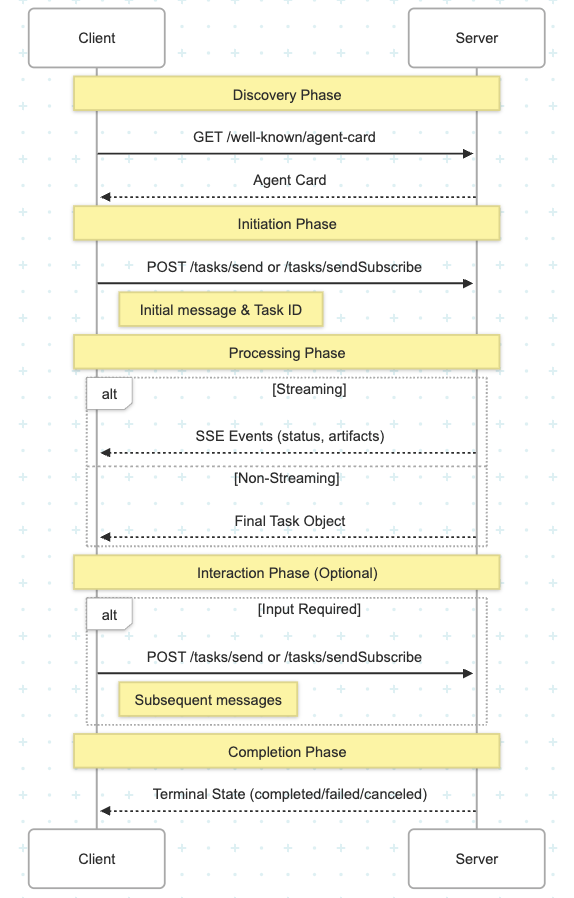 Client
Server
Discovery Phase
GET /well-known/agent-card
Agent Card
Initiation Phase
POST /tasks/send or /tasks/sendSubscribe
Initial message & Task ID
Processing Phase
alt
[Streaming]
SSE Events (status, artifacts)
[Non-Streaming]
Final Task Object
Interaction Phase (Optional)
alt
[Input Required]
POST /tasks/send or /tasks/sendSubscribe
Subsequent messages
Completion Phase
Terminal State (completed/failed/canceled)
Client
Server